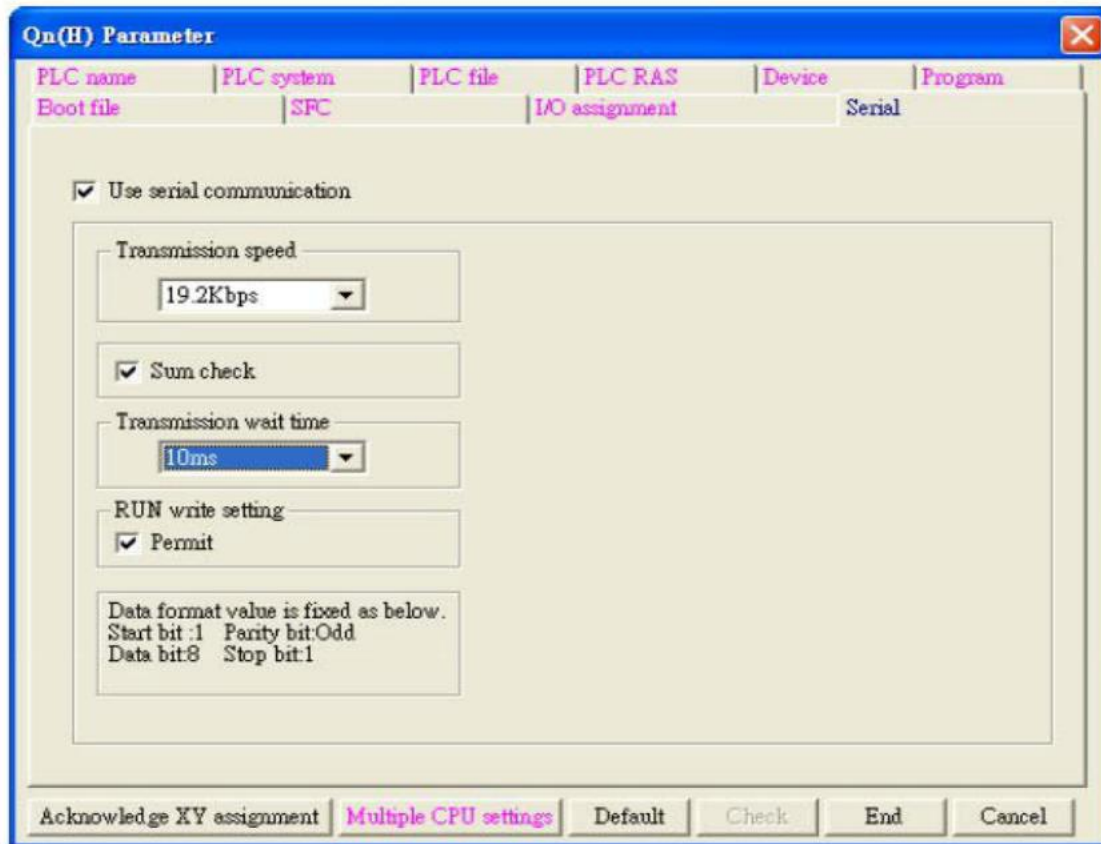 Qn(H) Parameter
PLC name PLC system PLC file PLC RAS Device Program
Boot file SFC I/O assignment Serial
Use serial communication
Transmission speed
19.2Kbps
Sum check
Transmission wait time
10ms
RUN write setting
Permit
Data format value is fixed as below.
Start bit :1 Parity bit:Odd
Data bit:8 Stop bit:1
Acknowledge XY assignment Multiple CPU settings Default Check End Cancel